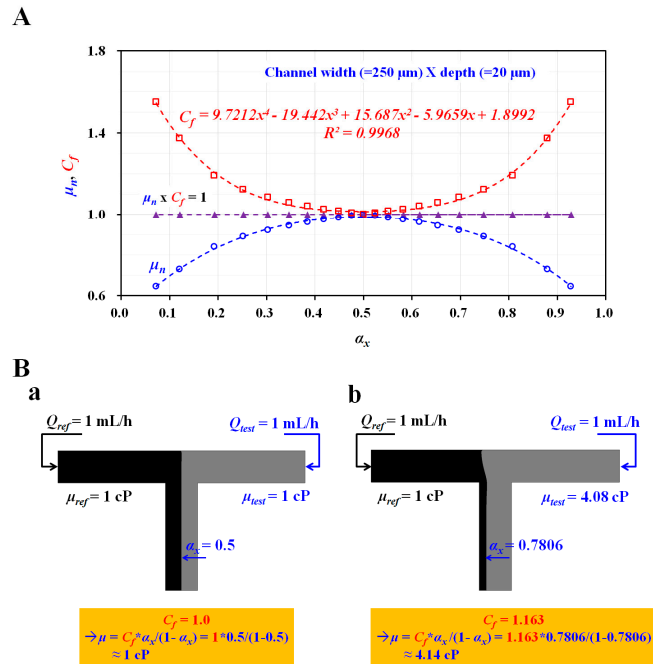 A
1.8
1.6
1.4
1.2
1.0
0.8
0.6
μn, Cf
Channel width (=250 μm) X depth (=20 μm)
Cf = 9.7212x⁴ - 19.442x³ + 15.687x² - 5.9659x + 1.8992
R² = 0.9968
μn x Cf = 1
μn
0.0 0.1 0.2 0.3 0.4 0.5 0.6 0.7 0.8 0.9 1.0
αx
B
a
Qref = 1 mL/h
Qtest = 1 mL/h
μref = 1 cP
μtest = 1 cP
αx = 0.5
Cf = 1.0
→μ = Cf*αx/(1- αx) = 1*0.5/(1-0.5)
≈ 1 cP
b
Qref = 1 mL/h
Qtest = 1 mL/h
μref = 1 cP
μtest = 4.08 cP
αx = 0.7806
Cf = 1.163
→μ = Cf*αx/(1- αx) = 1.163*0.7806/(1-0.7806)
≈ 4.14 cP